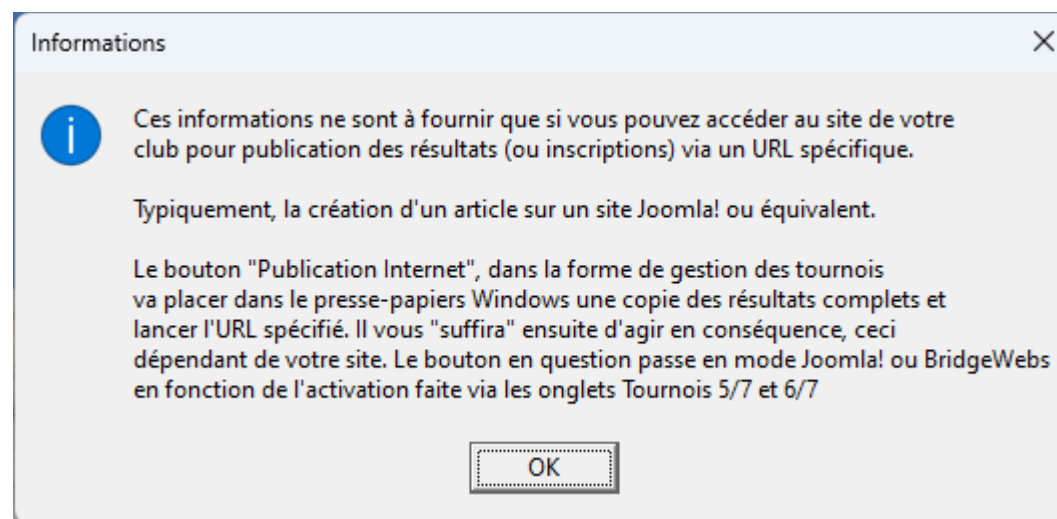 Informations
Ces informations ne sont à fournir que si vous pouvez accéder au site de votre
club pour publication des résultats (ou inscriptions) via un URL spécifique.
Typiquement, la création d'un article sur un site Joomla! ou équivalent.
Le bouton "Publication Internet", dans la forme de gestion des tournois
va placer dans le presse-papiers Windows une copie des résultats complets et
lancer l'URL spécifié. Il vous "suffira" ensuite d'agir en conséquence, ceci
dépendant de votre site. Le bouton en question passe en mode Joomla! ou BridgeWebs
en fonction de l'activation faite via les onglets Tournois 5/7 et 6/7
OK